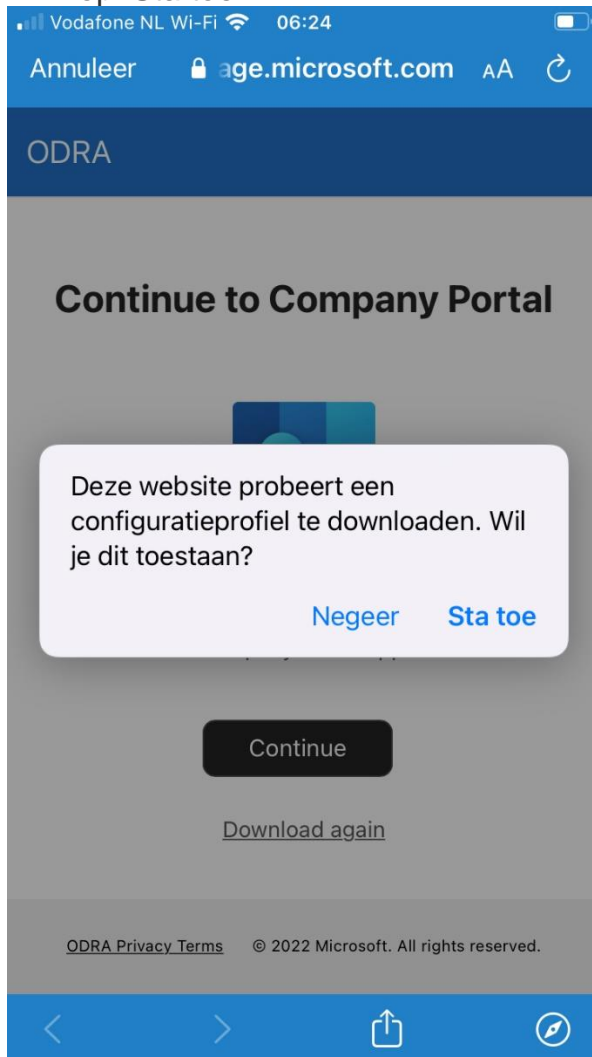 Vodafone NL Wi-Fi 06:24
Annuleer age.microsoft.com AA
ODRA
Continue to Company Portal
Deze website probeert een
configuratieprofiel te downloaden. Wil
je dit toestaan?
Negeer Sta toe
Continue
Download again
ODRA Privacy Terms © 2022 Microsoft. All rights reserved.